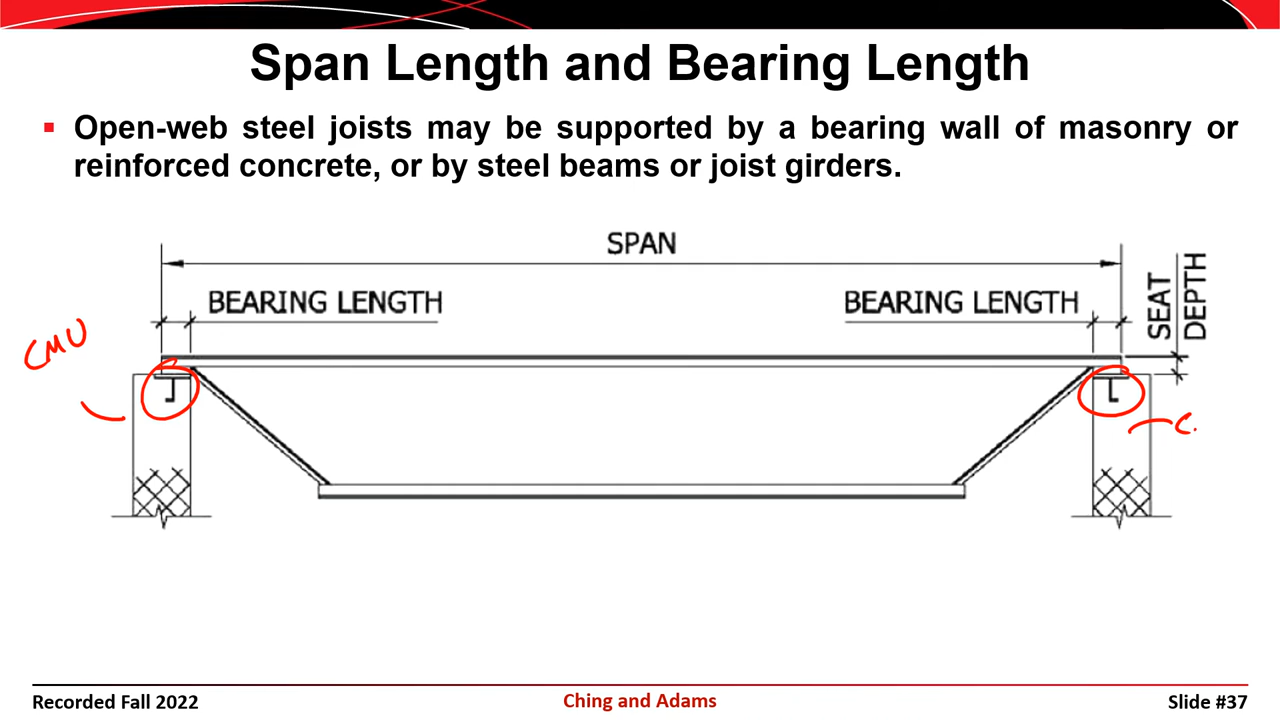 Span Length and Bearing Length
▪ Open-web steel joists may be supported by a bearing wall of masonry or
reinforced concrete, or by steel beams or joist girders.
SPAN
BEARING LENGTH
BEARING LENGTH
SEAT
DEPTH
CMU
C.
Recorded Fall 2022
Ching and Adams
Slide #37